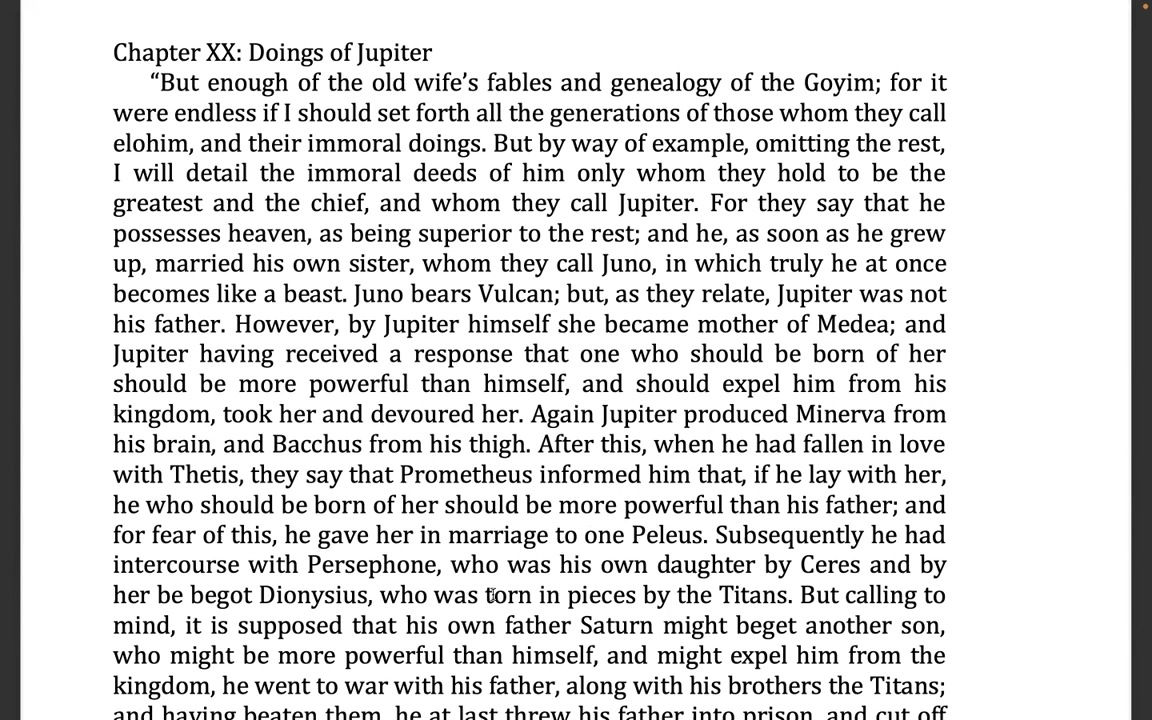 Chapter XX: Doings of Jupiter
“But enough of the old wife’s fables and genealogy of the Goyim; for it
were endless if I should set forth all the generations of those whom they call
elohim, and their immoral doings. But by way of example, omitting the rest,
I will detail the immoral deeds of him only whom they hold to be the
greatest and the chief, and whom they call Jupiter. For they say that he
possesses heaven, as being superior to the rest; and he, as soon as he grew
up, married his own sister, whom they call Juno, in which truly he at once
becomes like a beast. Juno bears Vulcan; but, as they relate, Jupiter was not
his father. However, by Jupiter himself she became mother of Medea; and
Jupiter having received a response that one who should be born of her
should be more powerful than himself, and should expel him from his
kingdom, took her and devoured her. Again Jupiter produced Minerva from
his brain, and Bacchus from his thigh. After this, when he had fallen in love
with Thetis, they say that Prometheus informed him that, if he lay with her,
he who should be born of her should be more powerful than his father; and
for fear of this, he gave her in marriage to one Peleus. Subsequently he had
intercourse with Persephone, who was his own daughter by Ceres and by
her be begot Dionysius, who was torn in pieces by the Titans. But calling to
mind, it is supposed that his own father Saturn might beget another son,
who might be more powerful than himself, and might expel him from the
kingdom, he went to war with his father, along with his brothers the Titans;
and having beaten them, he at last threw his father into prison, and cut off